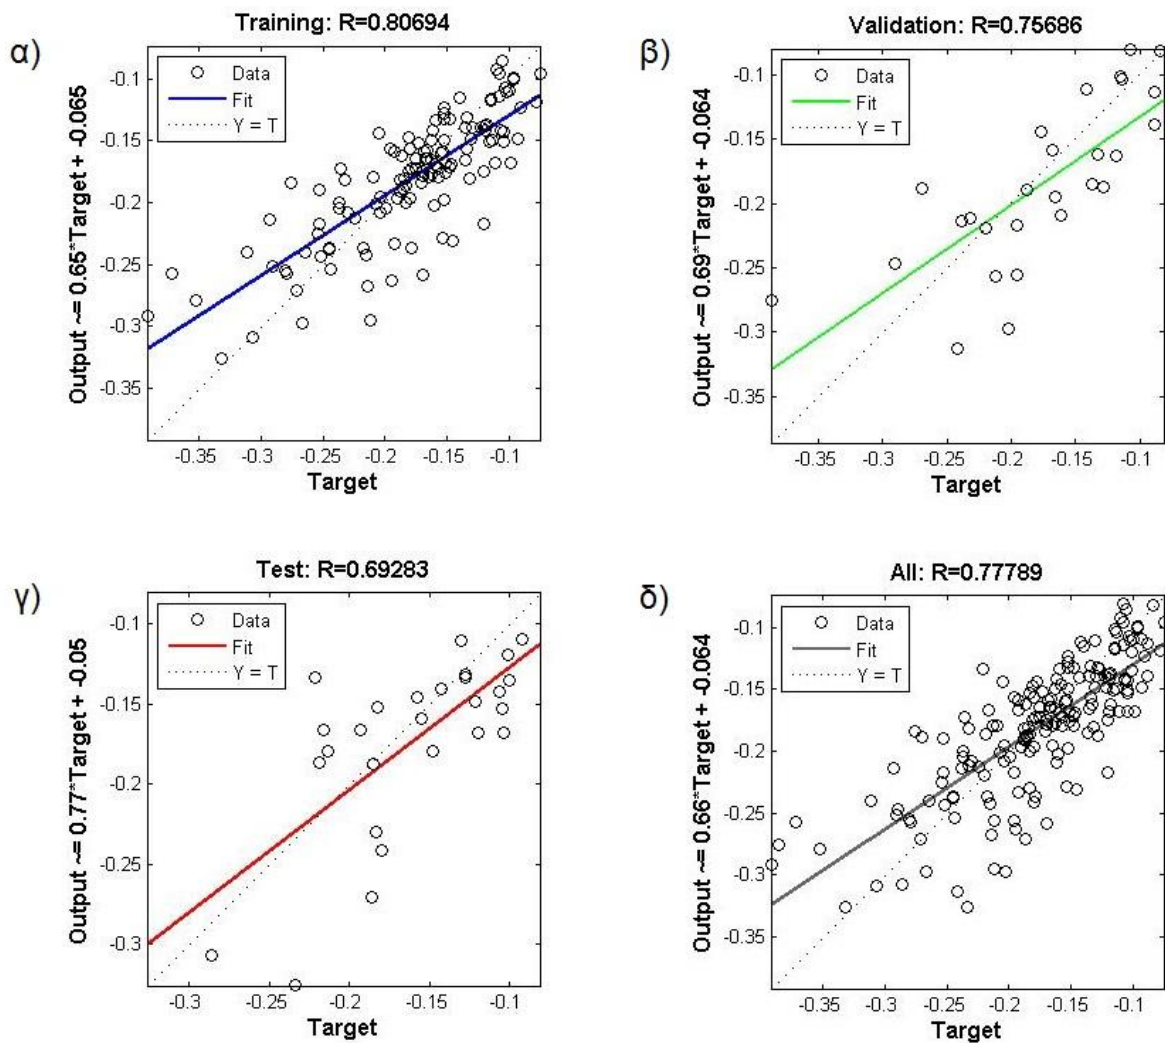 α)
Training: R=0.80694
Output ~= 0.65*Target + -0.065
-0.1
-0.15
-0.2
-0.25
-0.3
-0.35
Data
Fit
Y = T
-0.35 -0.3 -0.25 -0.2 -0.15 -0.1
Target
β)
Validation: R=0.75686
Output ~= 0.69*Target + -0.064
-0.1
-0.15
-0.2
-0.25
-0.3
-0.35
Data
Fit
Y = T
-0.35 -0.3 -0.25 -0.2 -0.15 -0.1
Target
γ)
Test: R=0.69283
Output ~= 0.77*Target + -0.05
-0.1
-0.15
-0.2
-0.25
-0.3
Data
Fit
Y = T
-0.3 -0.25 -0.2 -0.15 -0.1
Target
δ)
All: R=0.77789
Output ~= 0.66*Target + -0.064
-0.1
-0.15
-0.2
-0.25
-0.3
-0.35
Data
Fit
Y = T
-0.35 -0.3 -0.25 -0.2 -0.15 -0.1
Target